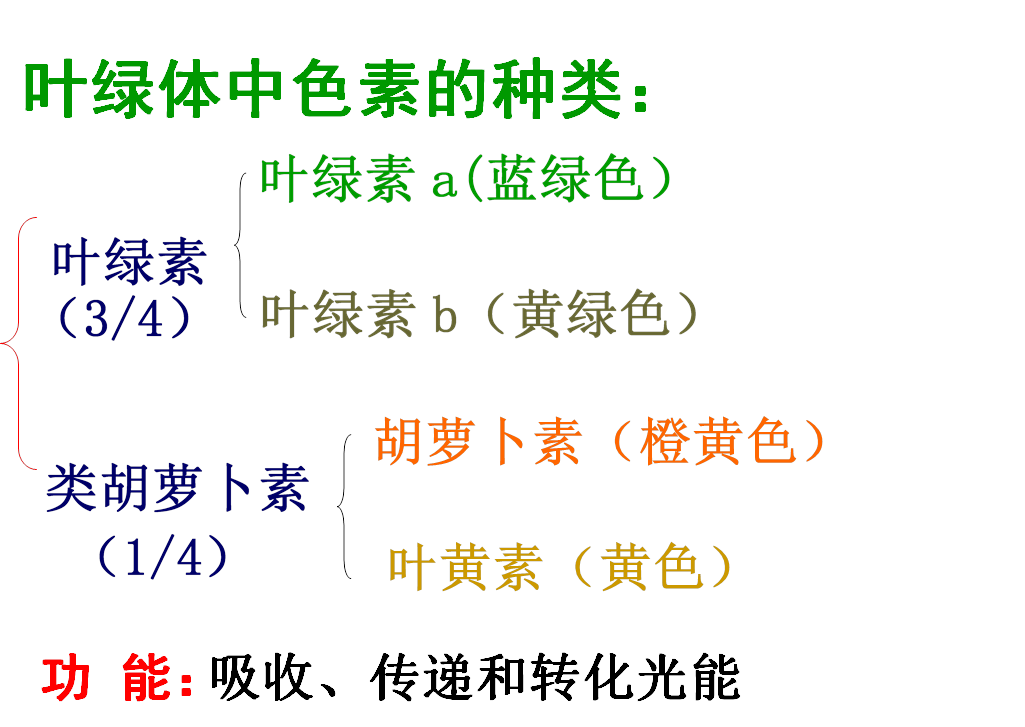 叶绿体中色素的种类：
叶绿素 a(蓝绿色）
叶绿素
（3/4）
叶绿素 b（黄绿色）
胡萝卜素（橙黄色）
类胡萝卜素
（1/4）
叶黄素（黄色）
功 能：吸收、传递和转化光能